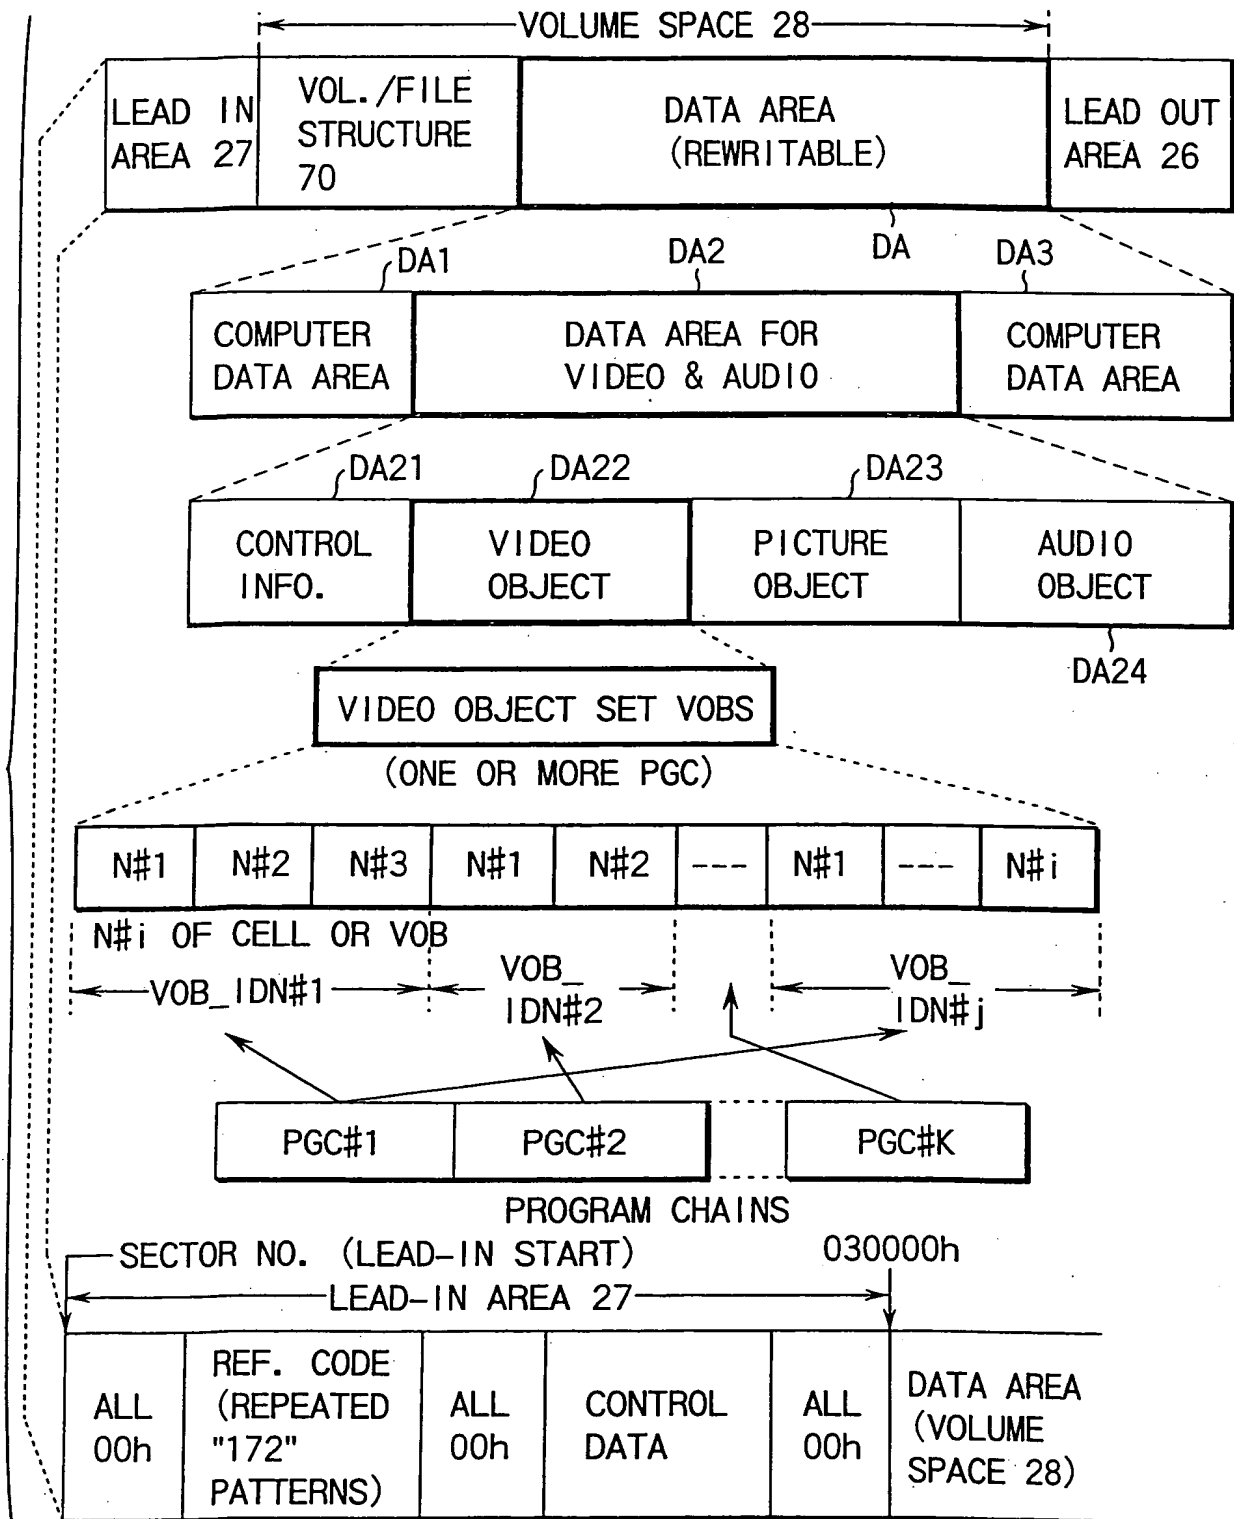 VOLUME SPACE 28
LEAD IN
AREA 27
VOL./FILE
STRUCTURE
70
DATA AREA
(REWRITABLE)
LEAD OUT
AREA 26
DA
DA1
DA2
DA3
COMPUTER
DATA AREA
DATA AREA FOR
VIDEO & AUDIO
COMPUTER
DATA AREA
DA21
DA22
DA23
CONTROL
INFO.
VIDEO
OBJECT
PICTURE
OBJECT
AUDIO
OBJECT
DA24
VIDEO OBJECT SET VOBS
(ONE OR MORE PGC)
N#1 N#2 N#3 N#1 N#2 --- N#1 --- N#i
N#i OF CELL OR VOB
VOB_IDN#1
VOB_
IDN#2
VOB_
IDN#j
PGC#1 PGC#2 PGC#K
PROGRAM CHAINS
SECTOR NO. (LEAD-IN START)
030000h
LEAD-IN AREA 27
ALL
00h
REF. CODE
(REPEATED
"172"
PATTERNS)
ALL
00h
CONTROL
DATA
ALL
00h
DATA AREA
(VOLUME
SPACE 28)